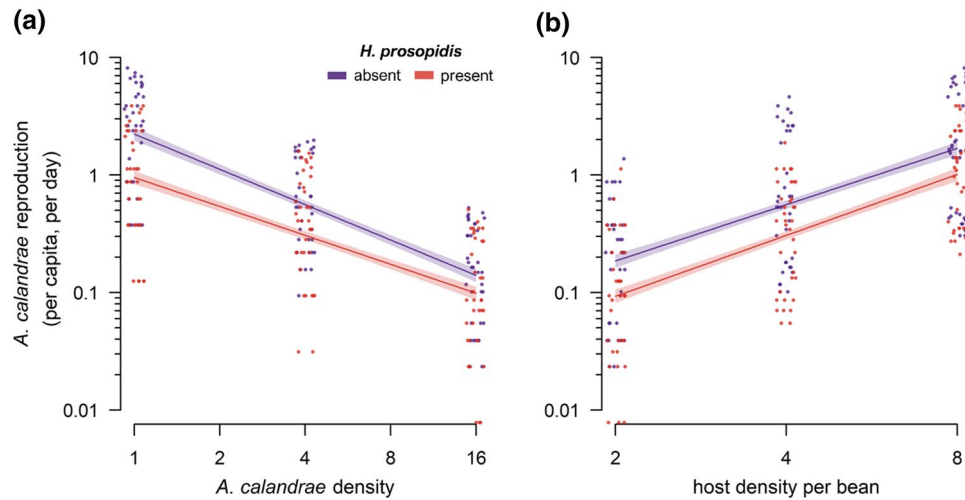 (a)
H. prosopidis
absent present
A. calandrae reproduction
(per capita, per day)
10
1
0.1
0.01
1 2 4 8 16
A. calandrae density
(b)
10
1
0.1
0.01
2 4 8
host density per bean